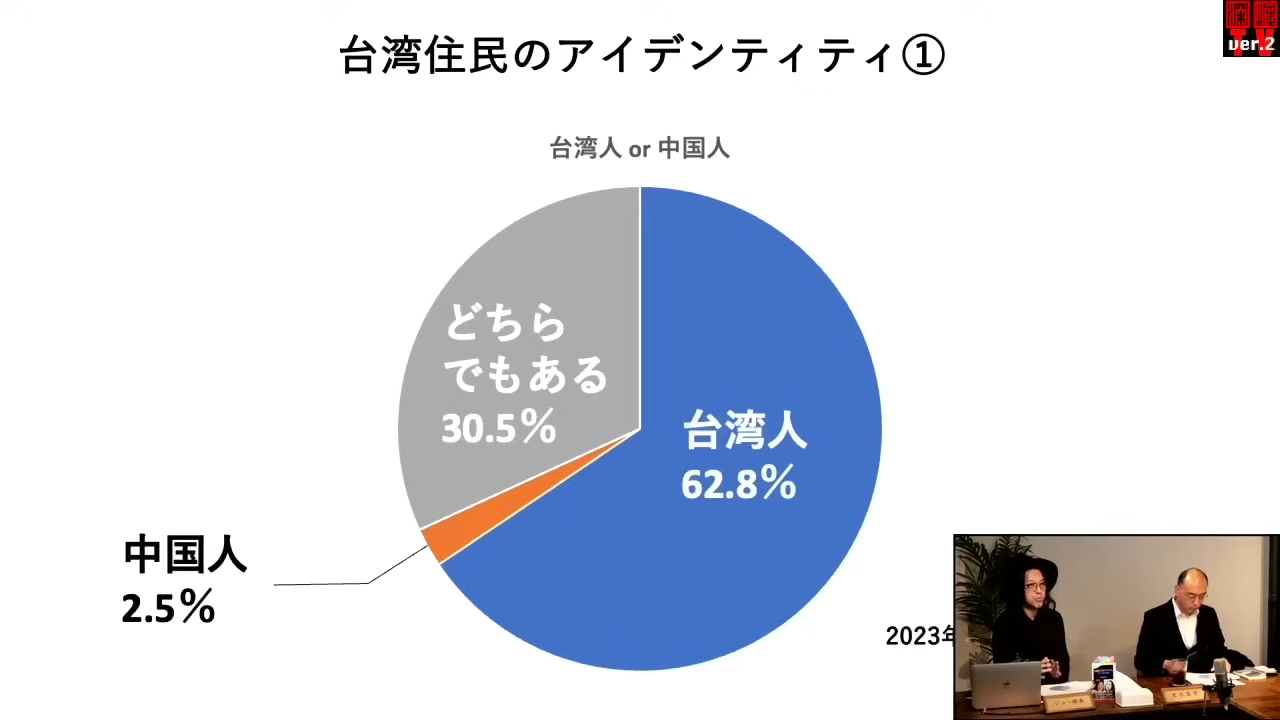 台湾住民のアイデンティティ①
ver.2
台湾人 or 中国人
どちら
でもある
30.5%
台湾人
62.8%
中国人
2.5%
2023年